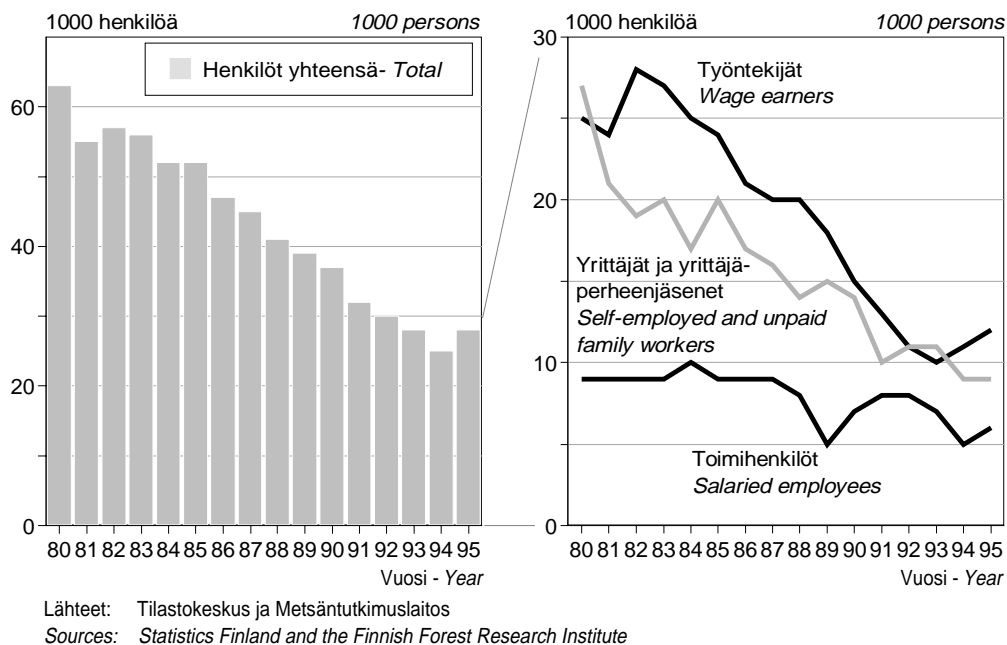 1000 henkilöä 1000 persons
Henkilöt yhteensä- Total
60
40
20
0
80 81 82 83 84 85 86 87 88 89 90 91 92 93 94 95
Vuosi - Year
1000 henkilöä 1000 persons
30
Työntekijät
Wage earners
20
Yrittäjät ja yrittäjä-
perheenjäsenet
Self-employed and unpaid
family workers
10
Toimihenkilöt
Salaried employees
0
80 81 82 83 84 85 86 87 88 89 90 91 92 93 94 95
Vuosi - Year
Lähteet: Tilastokeskus ja Metsäntutkimuslaitos
Sources: Statistics Finland and the Finnish Forest Research Institute